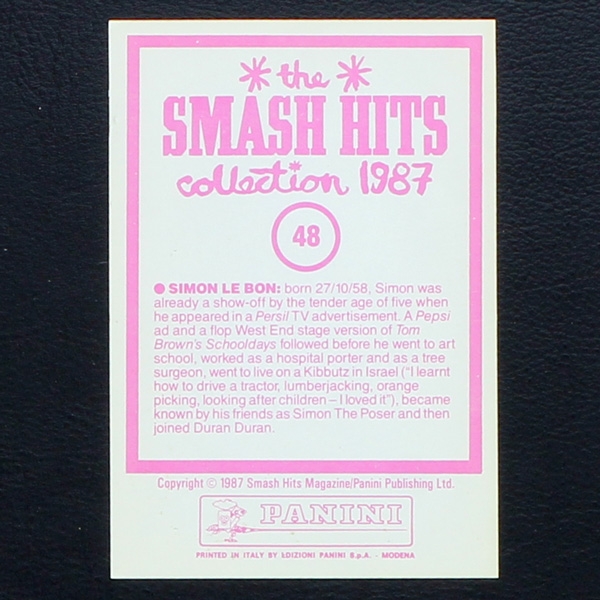 * the *
SMASH HITS
collection 1987
48
● SIMON LE BON: born 27/10/58, Simon was
already a show-off by the tender age of five when
he appeared in a Persil TV advertisement. A Pepsi
ad and a flop West End stage version of Tom
Brown's Schooldays followed before he went to art
school, worked as a hospital porter and as a tree
surgeon, went to live on a Kibbutz in Israel ("I learnt
how to drive a tractor, lumberjacking, orange
picking, looking after children – I loved it"), became
known by his friends as Simon The Poser and then
joined Duran Duran.
Copyright © 1987 Smash Hits Magazine/Panini Publishing Ltd.
PANINI
PRINTED IN ITALY BY EDIZIONI PANINI S.p.A. - MODENA